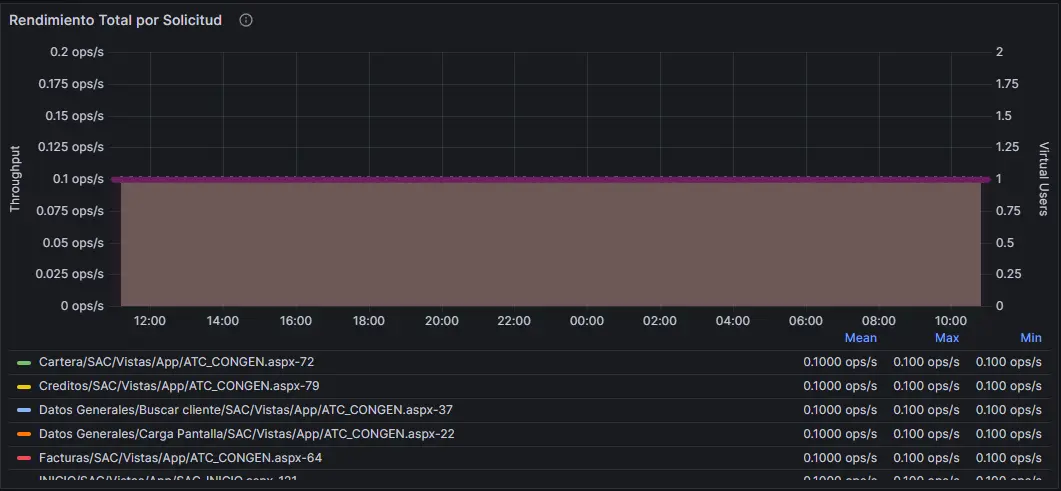 Rendimiento Total por Solicitud
0.2 ops/s 2
0.175 ops/s 1.75
0.15 ops/s 1.5
0.125 ops/s 1.25
0.1 ops/s 1
0.075 ops/s 0.75
0.05 ops/s 0.5
0.025 ops/s 0.25
0 ops/s 0
Throughput
Virtual Users
12:00 14:00 16:00 18:00 20:00 22:00 00:00 02:00 04:00 06:00 08:00 10:00
Mean Max Min
Cartera/SAC/Vistas/App/ATC_CONGEN.aspx-72 0.1000 ops/s 0.100 ops/s 0.100 ops/s
Creditos/SAC/Vistas/App/ATC_CONGEN.aspx-79 0.1000 ops/s 0.100 ops/s 0.100 ops/s
Datos Generales/Buscar cliente/SAC/Vistas/App/ATC_CONGEN.aspx-37 0.1000 ops/s 0.100 ops/s 0.100 ops/s
Datos Generales/Carga Pantalla/SAC/Vistas/App/ATC_CONGEN.aspx-22 0.1000 ops/s 0.100 ops/s 0.100 ops/s
Facturas/SAC/Vistas/App/ATC_CONGEN.aspx-64 0.1000 ops/s 0.100 ops/s 0.100 ops/s
INICIO/SAC/Vistas/App/SAC_INICIO.aspx-121 0.1000 ops/s 0.100 ops/s 0.100 ops/s